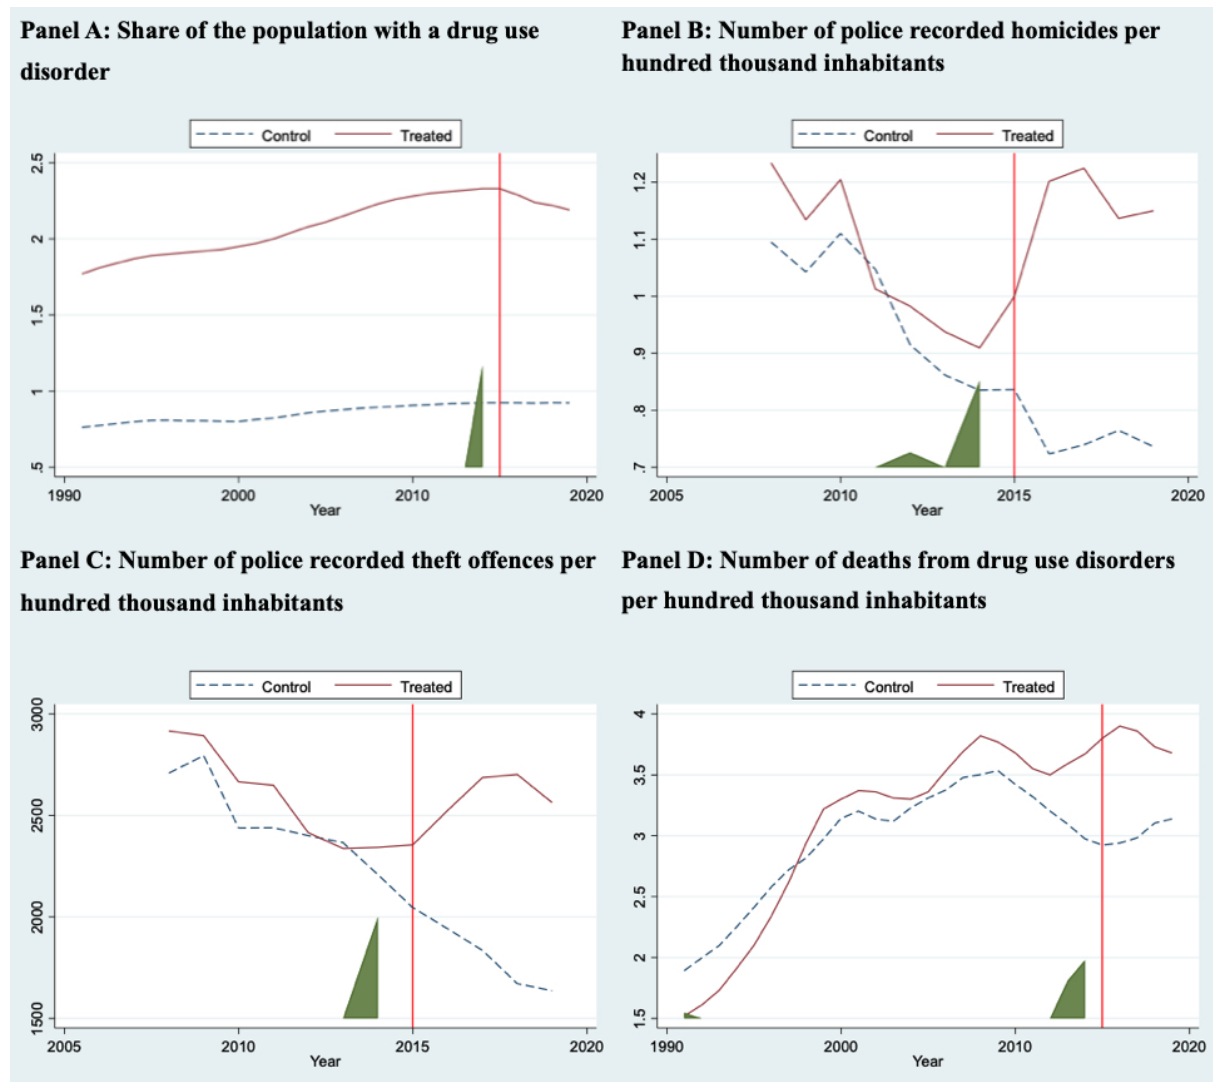 Panel A: Share of the population with a drug use
disorder
Control Treated
2.5
2
1.5
1
.5
1990 2000 2010 2020
Year
Panel B: Number of police recorded homicides per
hundred thousand inhabitants
Control Treated
1.2
1.1
1
.9
.8
.7
2005 2010 2015 2020
Year
Panel C: Number of police recorded theft offences per
hundred thousand inhabitants
Control Treated
3000
2500
2000
1500
2005 2010 2015 2020
Year
Panel D: Number of deaths from drug use disorders
per hundred thousand inhabitants
Control Treated
4
3.5
3
2.5
2
1.5
1990 2000 2010 2020
Year